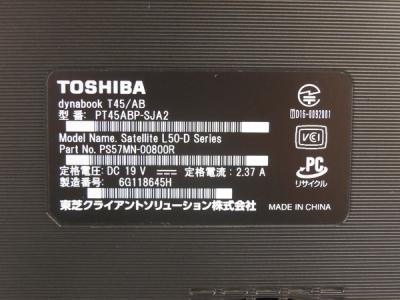 TOSHIBA
dynabook T45/AB
型 番: PT45ABP-SJA2
Model Name. Satellite L50-D Series
Part No. PS57MN-00800R
定格電圧:DC 19 V 定格電流: 2.37 A
製造番号: 6G118645H
東芝クライアントソリューション株式会社
D16-0092001
VCI
PC
リサイクル
MADE IN CHINA